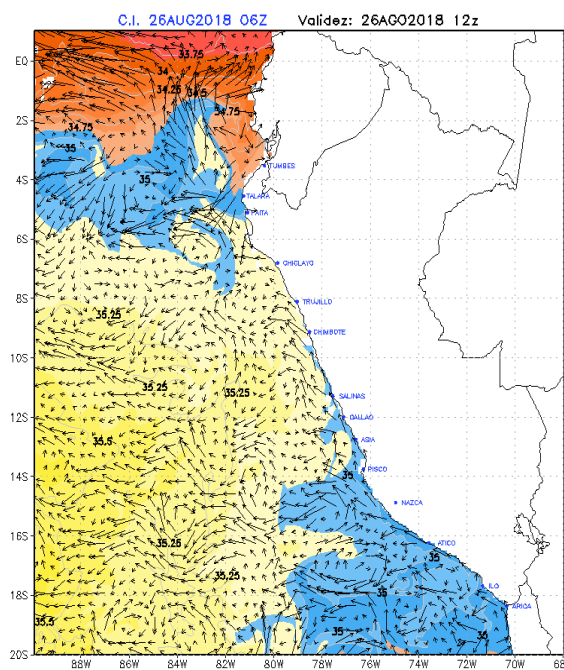 C.I. 26AUG2018 06Z Validez: 26AGO2018 12z
EQ
33.75
34
34.25
34.5
34.75
34.75
2S
35
TUMBES
4S
35
TALARA
PAITA
6S
CHICLAYO
8S
TRUJILLO
35.25
CHIMBOTE
10S
35.25
35.25
SALINAS
12S
CALLAO
35.5
ASIA
PISCO
14S
35
NAZCA
16S
35.25
ATICO
35
35.25
ILO
18S
35
ARICA
35.5
35
35
20S
88W 86W 84W 82W 80W 78W 76W 74W 72W 70W